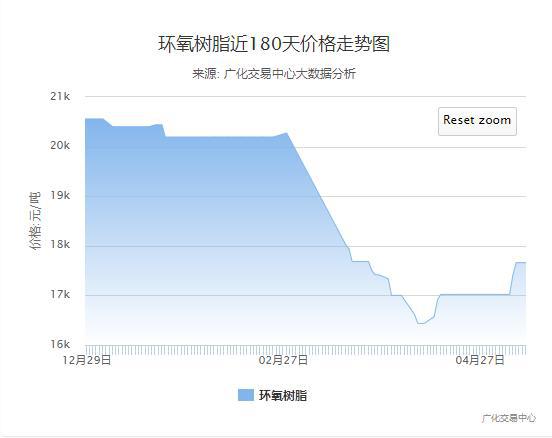 环氧树脂近180天价格走势图
来源: 广化交易中心大数据分析
Reset zoom
价格:元/吨
21k
20k
19k
18k
17k
16k
12月29日
02月27日
04月27日
环氧树脂
广化交易中心